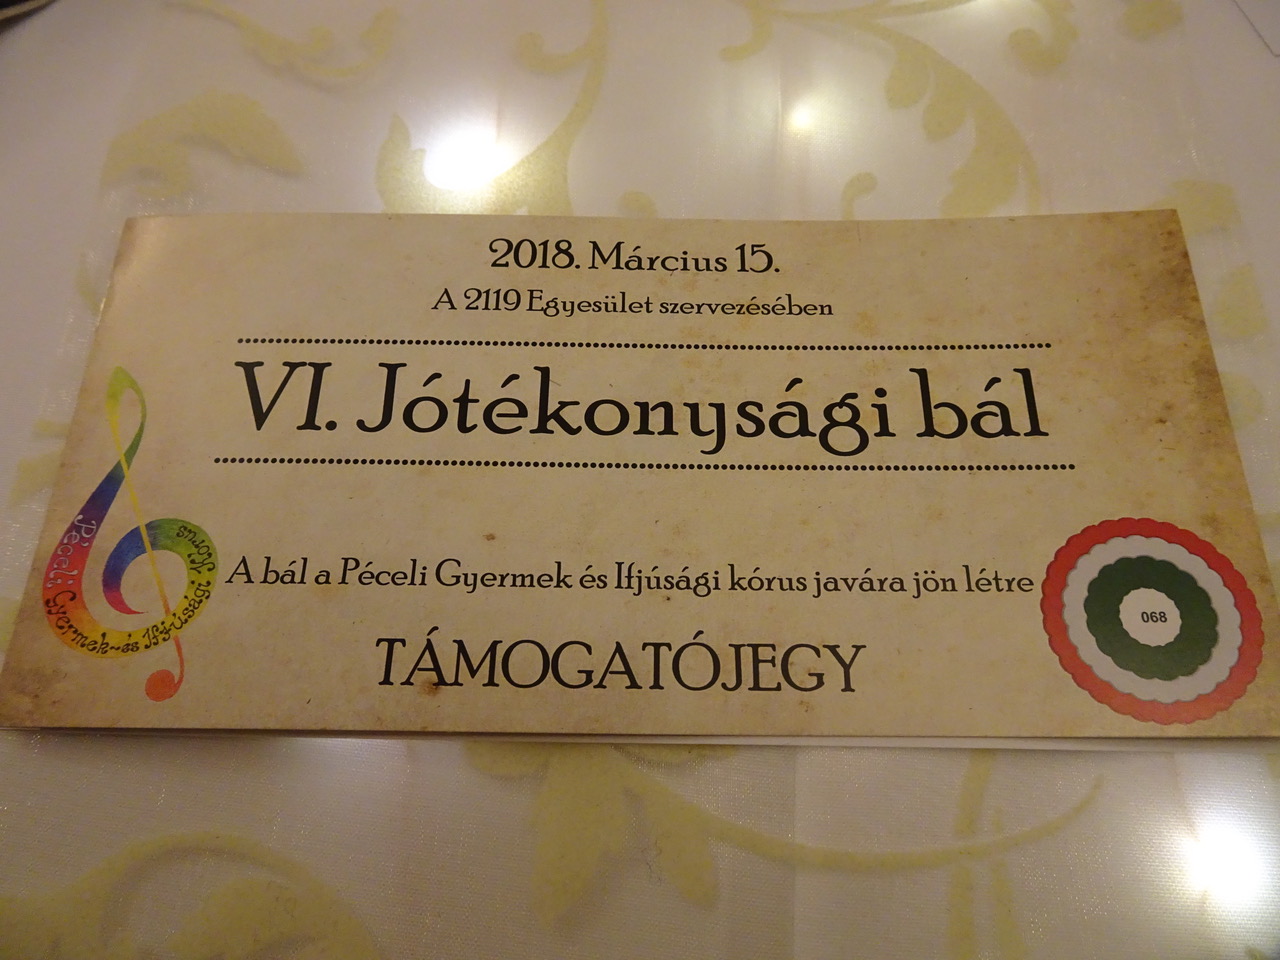 2018. Március 15.
A 2119 Egyesület szervezésében
VI. Jótékonysági bál
A bál a Péceli Gyermek és Ifjúsági kórus javára jön létre
TÁMOGATÓJEGY
Péceli Gyermek-és Ifjúsági Kórus
068